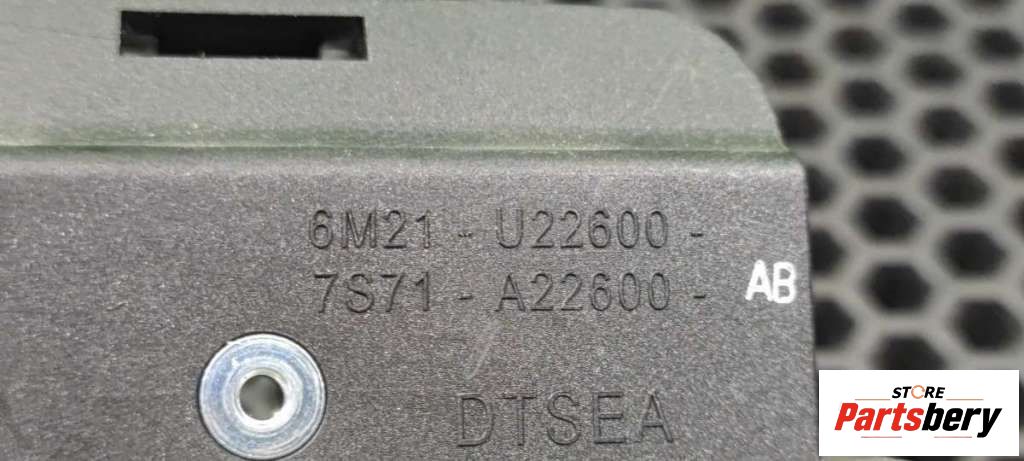 6M21 - U22600 -
7S71 - A22600 - AB
DTSEA
STORE
Partsbery